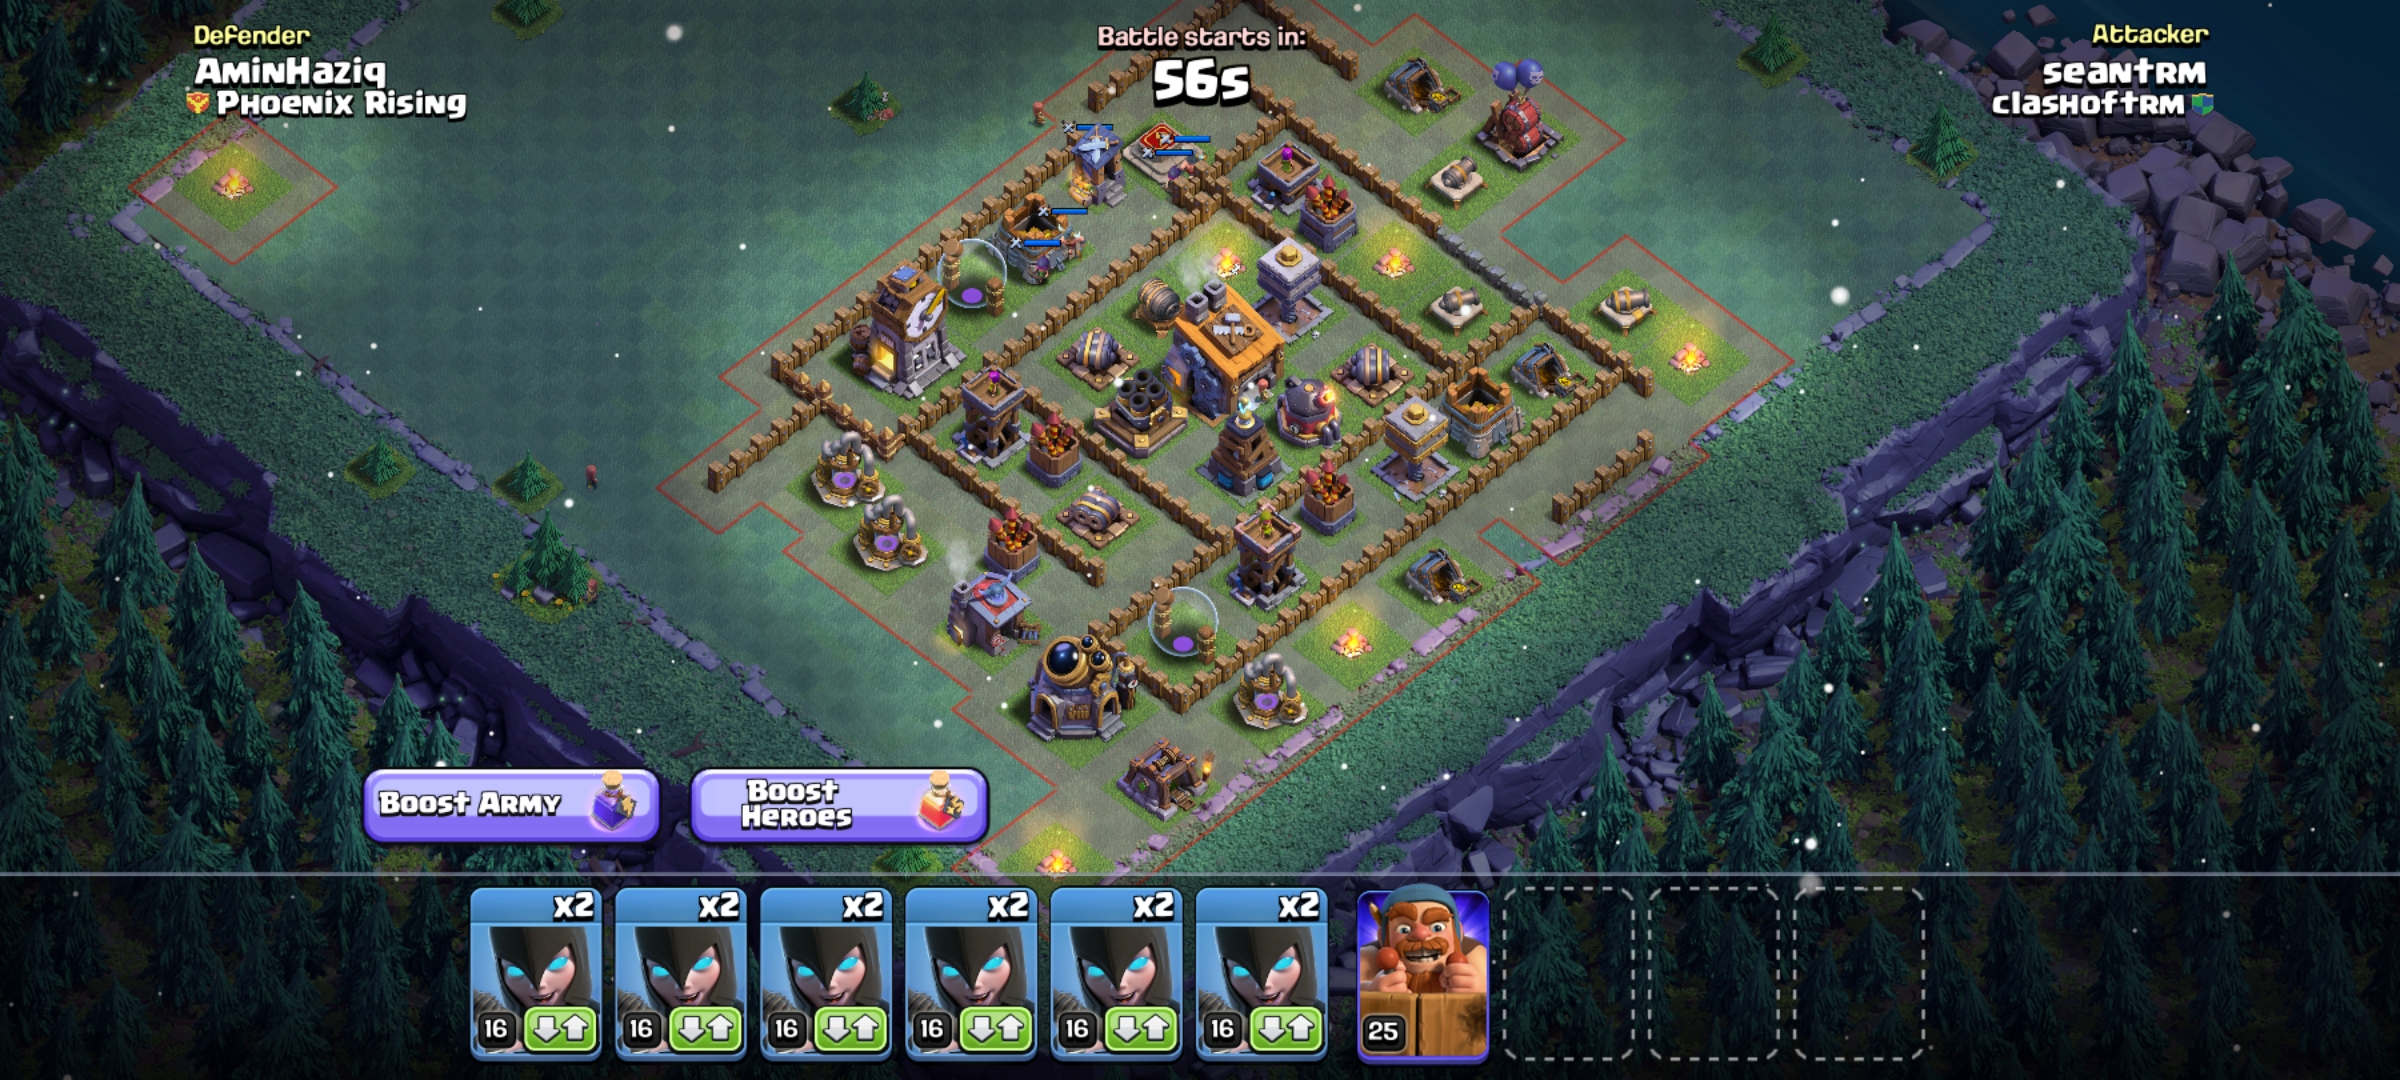 Defender
AminHaziq
Phoenix Rising
Battle starts in:
56s
Attacker
seantrm
clashoftrm
Boost Army
Boost
Heroes
x2
x2
x2
x2
x2
x2
16
16
16
16
16
16
25